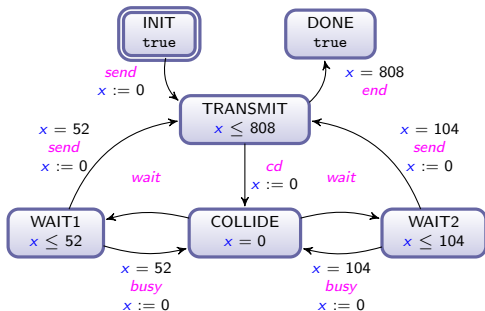 INIT
true
DONE
true
send
x := 0
x = 808
end
TRANSMIT
x ≤ 808
x = 52
send
x := 0
x = 104
send
x := 0
wait
cd
x := 0
wait
WAIT1
x ≤ 52
COLLIDE
x = 0
WAIT2
x ≤ 104
x = 52
busy
x := 0
x = 104
busy
x := 0